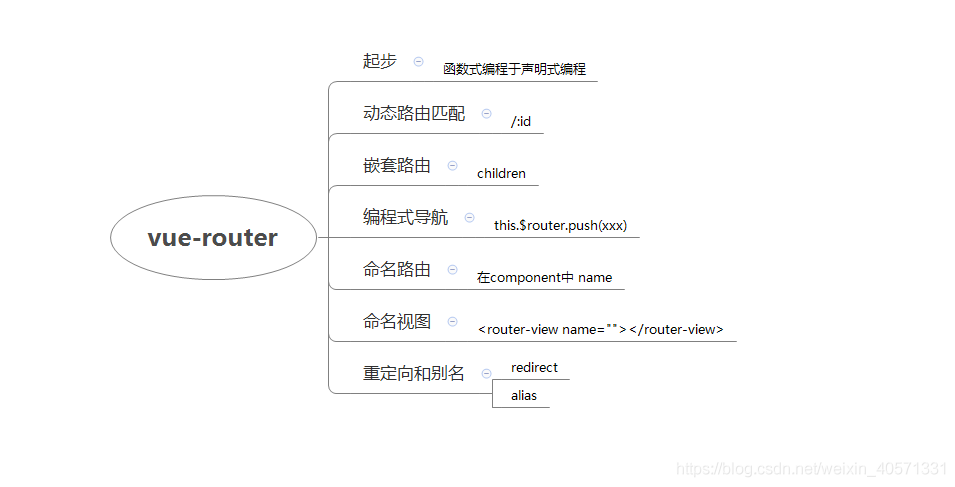 起步
函数式编程于声明式编程
动态路由匹配
/:id
嵌套路由
children
编程式导航
this.$router.push(xxx)
vue-router
命名路由
在component中 name
命名视图
<router-view name=""></router-view>
重定向和别名
redirect
alias
https://blog.csdn.net/weixin_40571331